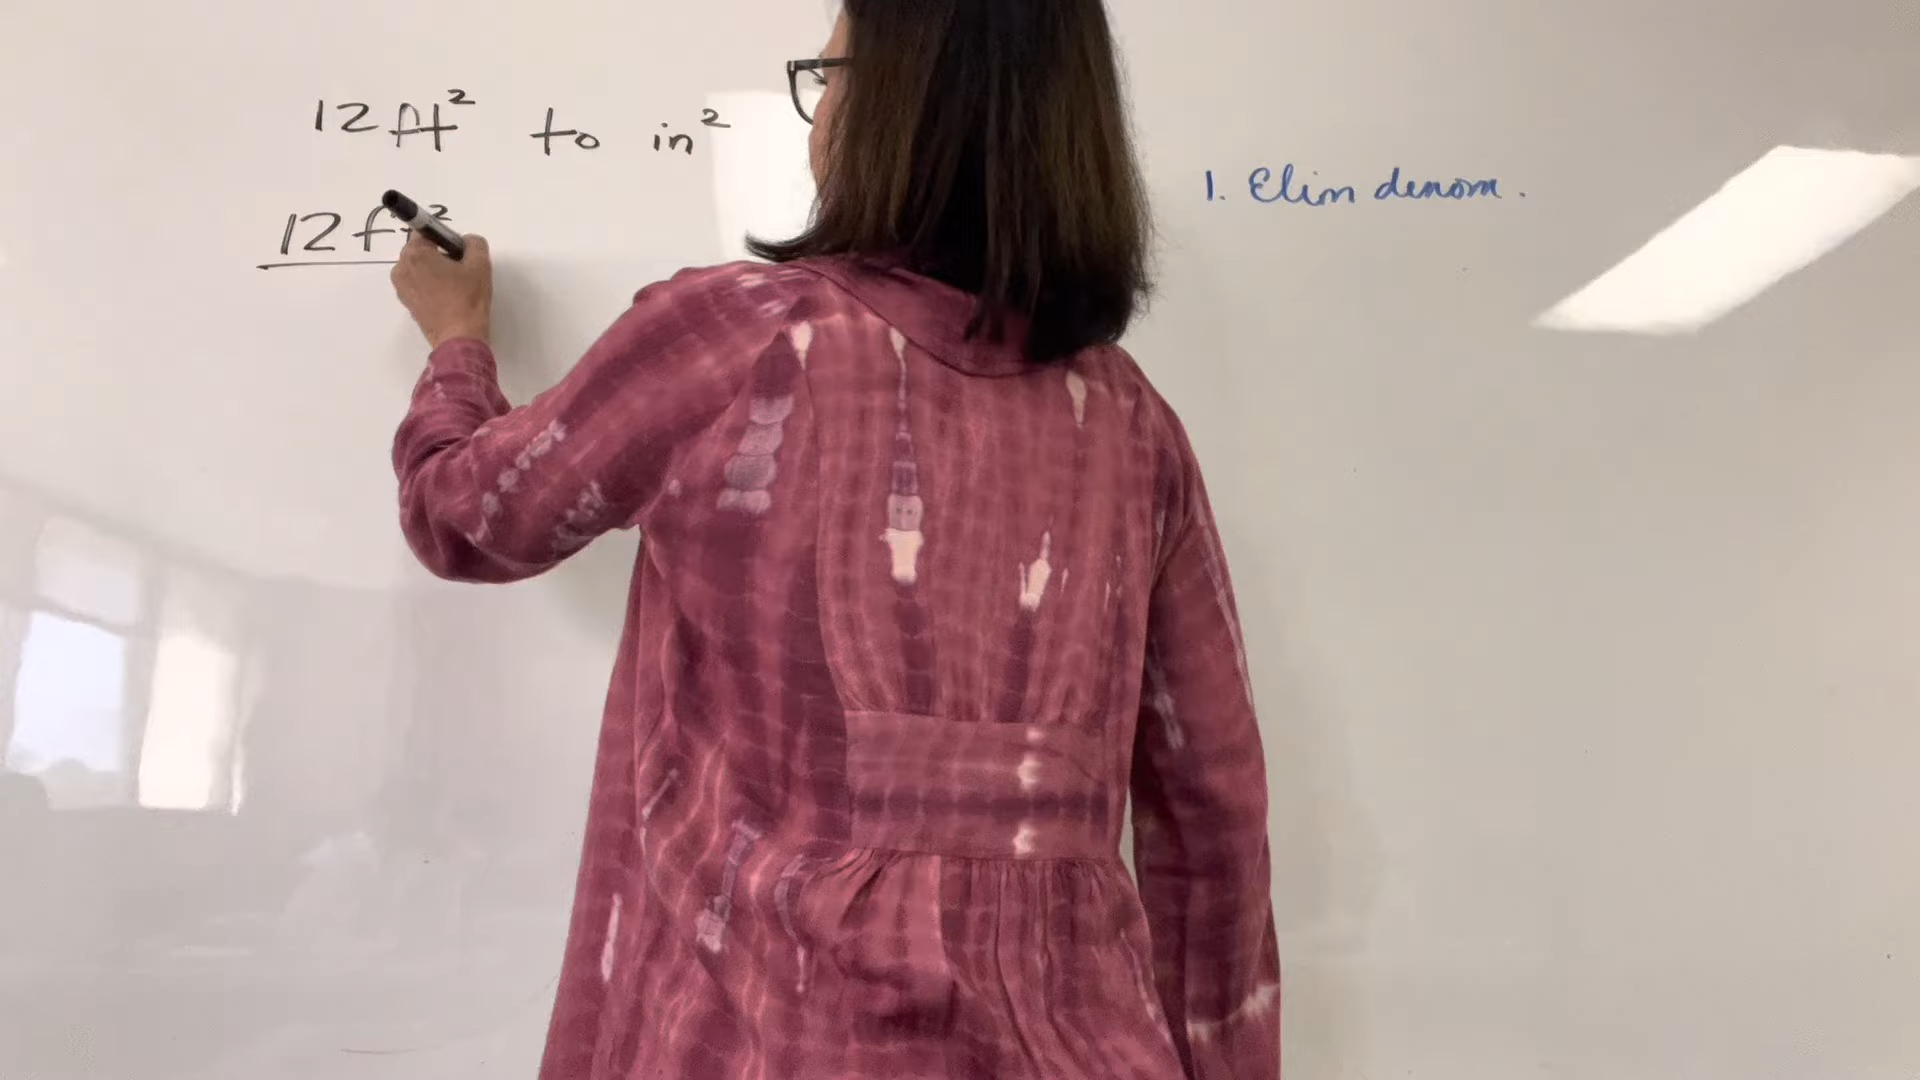 12 ft² to in²
12 ft²
1. Elim denom.